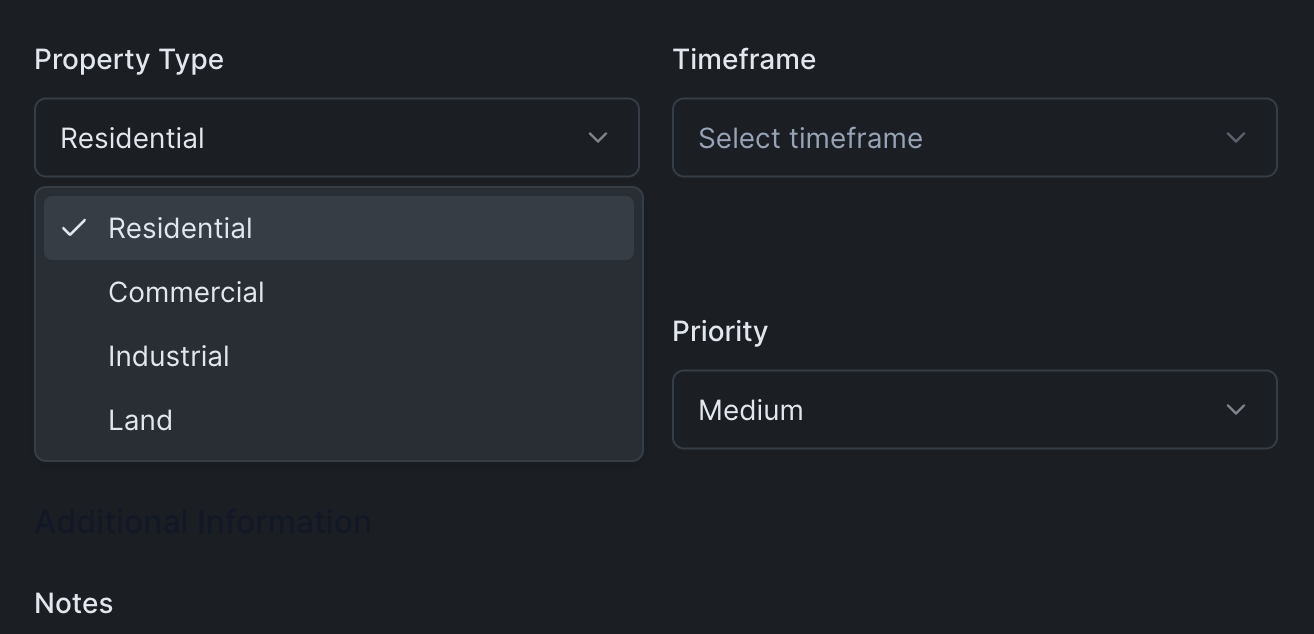 Property Type
Timeframe
Residential
Select timeframe
Residential
Commercial
Industrial
Land
Priority
Medium
Additional Information
Notes